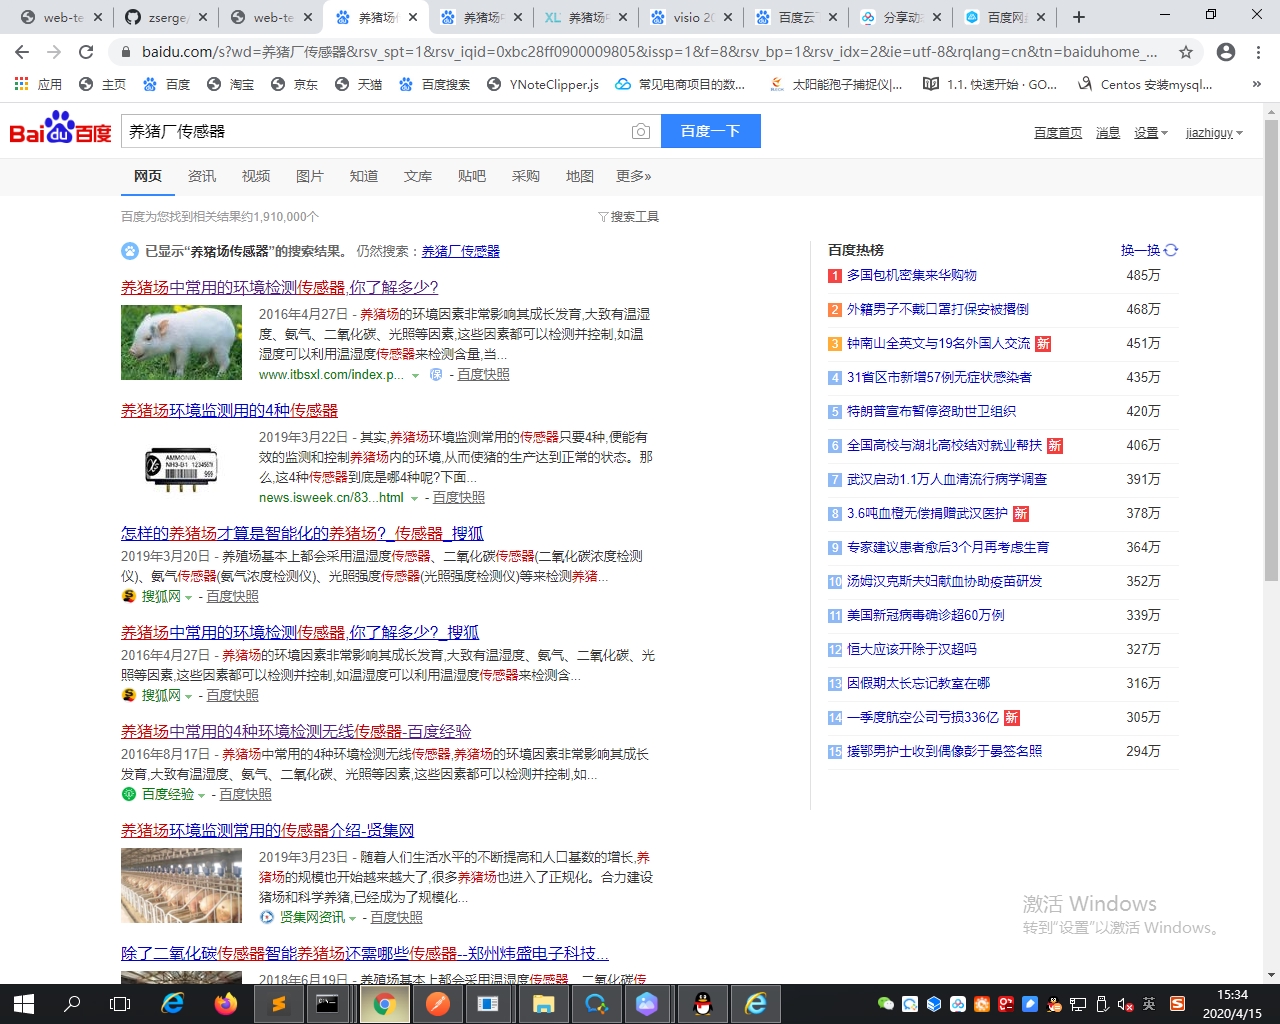 web-te
zserge/
web-te
养猪场
养猪场
养猪场
visio 20
百度云
分享动
百度网
baidu.com/s?wd=养猪厂传感器&rsv_spt=1&rsv_iqid=0xbc28ff0900009805&issp=1&f=8&rsv_bp=1&rsv_idx=2&ie=utf-8&rqlang=cn&tn=baiduhome_...
应用
主页
百度
淘宝
京东
天猫
百度搜索
YNoteClipper.js
常见电商项目的数...
太阳能孢子捕捉仪|...
1.1. 快速开始 · GO...
Centos 安装mysql...
»
Bai du 百度
养猪厂传感器
百度一下
百度首页 消息 设置 jiazhiguy
网页 资讯 视频 图片 知道 文库 贴吧 采购 地图 更多»
百度为您找到相关结果约1,910,000个
搜索工具
已显示“养猪场传感器”的搜索结果。 仍然搜索：养猪厂传感器
养猪场中常用的环境检测传感器,你了解多少?
2016年4月27日 - 养猪场的环境因素非常影响其成长发育,大致有温湿
度、氨气、二氧化碳、光照等因素,这些因素都可以检测并控制,如温
湿度可以利用温湿度传感器来检测含量,当...
www.itbsxl.com/index.p... 保 - 百度快照
养猪场环境监测用的4种传感器
AMMONIA
NH3-B1 12345678
999
2019年3月22日 - 其实,养猪场环境监测常用的传感器只要4种,便能有
效的监测和控制养猪场内的环境,从而使猪的生产达到正常的状态。那
么,这4种传感器到底是哪4种呢?下面...
news.isweek.cn/83...html - 百度快照
怎样的养猪场才算是智能化的养猪场?_传感器_搜狐
2019年3月20日 - 养殖场基本上都会采用温湿度传感器、二氧化碳传感器(二氧化碳浓度检测
仪)、氨气传感器(氨气浓度检测仪)、光照强度传感器(光照强度检测仪)等来检测养猪...
搜狐网 - 百度快照
养猪场中常用的环境检测传感器,你了解多少?_搜狐
2016年4月27日 - 养猪场的环境因素非常影响其成长发育,大致有温湿度、氨气、二氧化碳、光
照等因素,这些因素都可以检测并控制,如温湿度可以利用温湿度传感器来检测含...
搜狐网 - 百度快照
养猪场中常用的4种环境检测无线传感器-百度经验
2016年8月17日 - 养猪场中常用的4种环境检测无线传感器,养猪场的环境因素非常影响其成长
发育,大致有温湿度、氨气、二氧化碳、光照等因素,这些因素都可以检测并控制,如...
百度经验 - 百度快照
养猪场环境监测常用的传感器介绍-贤集网
2019年3月23日 - 随着人们生活水平的不断提高和人口基数的增长,养
猪场的规模也开始越来越大了,很多养猪场也进入了正规化。合力建设
猪场和科学养猪,已经成为了规模化...
贤集网资讯 - 百度快照
除了二氧化碳传感器智能养猪场还需哪些传感器--郑州炜盛电子科技...
2018年6月19日 - 养殖场基本上都会采用温湿度传感器、二氧化碳传
百度热榜 换一换
1 多国包机密集来华购物 485万
2 外籍男子不戴口罩打保安被撂倒 468万
3 钟南山全英文与19名外国人交流 新 451万
4 31省区市新增57例无症状感染者 435万
5 特朗普宣布暂停资助世卫组织 420万
6 全国高校与湖北高校结对就业帮扶 新 406万
7 武汉启动1.1万人血清流行病学调查 391万
8 3.6吨血橙无偿捐赠武汉医护 新 378万
9 专家建议患者愈后3个月再考虑生育 364万
10 汤姆汉克斯夫妇献血协助疫苗研发 352万
11 美国新冠病毒确诊超60万例 339万
12 恒大应该开除于汉超吗 327万
13 因假期太长忘记教室在哪 316万
14 一季度航空公司亏损336亿 新 305万
15 援鄂男护士收到偶像彭于晏签名照 294万
激活 Windows
转到“设置”以激活 Windows。
英
15:34
2020/4/15